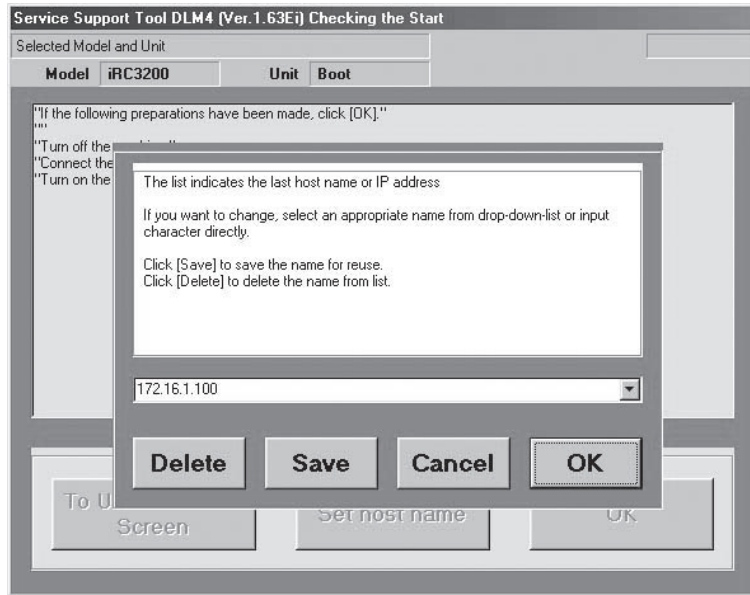 Service Support Tool DLM4 (Ver.1.63Ei) Checking the Start
Selected Model and Unit
Model iRC3200 Unit Boot
"If the following preparations have been made, click [OK]."
""
"Turn off the
"Connect the
"Turn on the
The list indicates the last host name or IP address
If you want to change, select an appropriate name from drop-down-list or input
character directly.
Click [Save] to save the name for reuse.
Click [Delete] to delete the name from list.
172.16.1.100
Delete Save Cancel OK
To U
Screen
Set host name
OK